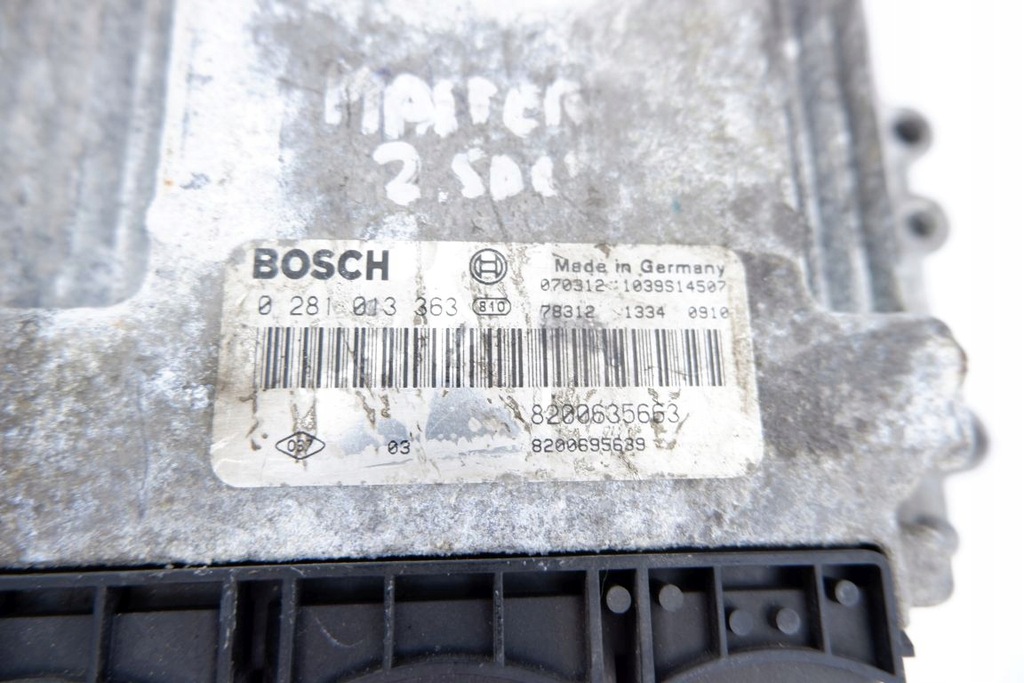 MASTER
2.5DCI
BOSCH Made in Germany
070312 1039S14507
0 281 013 363 810 78312 1334 0910
8200635663
037 03 8200695639